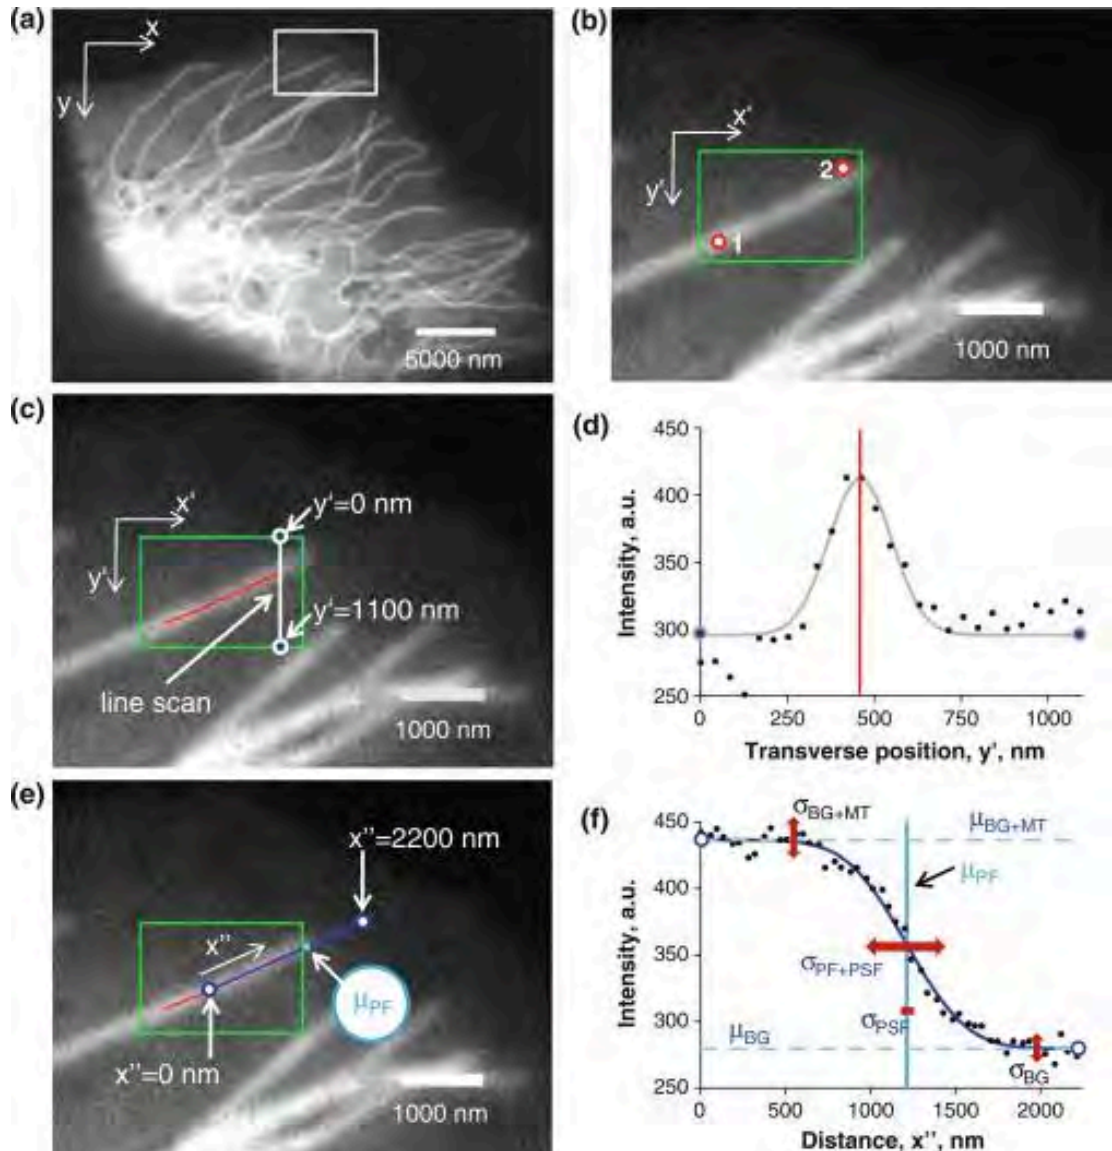 (a)
x
y
5000 nm
(b)
x'
y'
2
1
1000 nm
(c)
x'
y'
y'=0 nm
y'=1100 nm
line scan
1000 nm
(d)
450
400
350
300
250
Intensity, a.u.
0 250 500 750 1000
Transverse position, y', nm
(e)
x''=2200 nm
x''
μPF
x''=0 nm
1000 nm
(f)
450
400
350
300
250
Intensity, a.u.
σBG+MT
μBG+MT
μPF
σPF+PSF
σPSF
μBG
σBG
0 500 1000 1500 2000
Distance, x'', nm